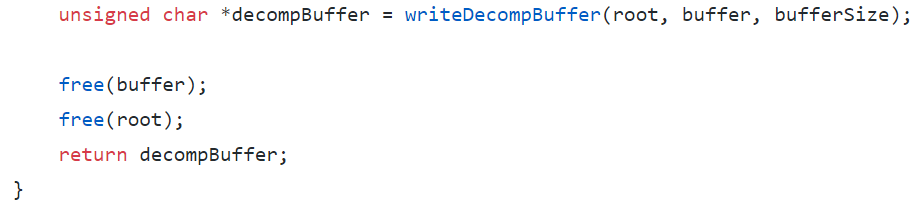 unsigned char *decompBuffer = writeDecompBuffer(root, buffer, bufferSize);
free(buffer);
free(root);
return decompBuffer;
}